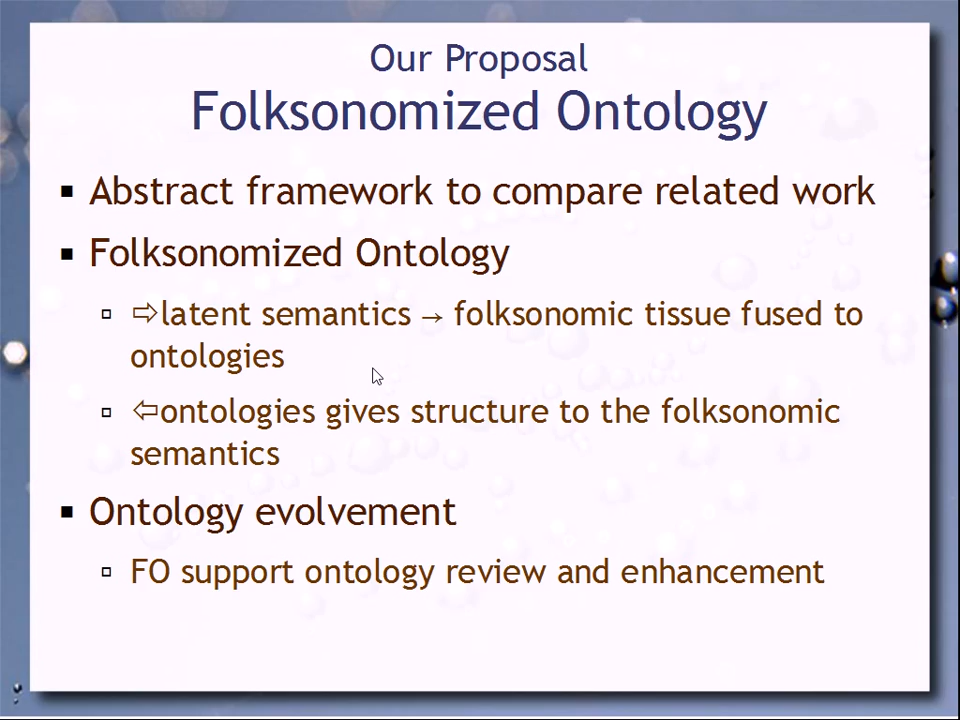 Our Proposal
Folksonomized Ontology
▪ Abstract framework to compare related work
▪ Folksonomized Ontology
▫ ⇨latent semantics → folksonomic tissue fused to
ontologies
▫ ⇦ontologies gives structure to the folksonomic
semantics
▪ Ontology evolvement
▫ FO support ontology review and enhancement